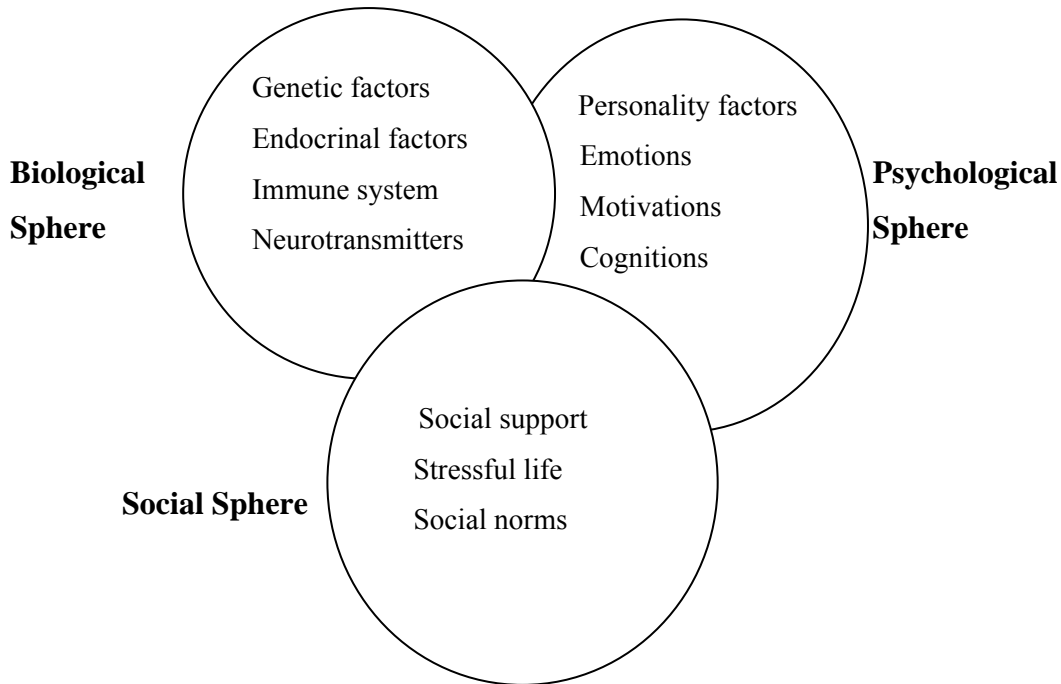 Biological
Sphere
Genetic factors
Endocrinal factors
Immune system
Neurotransmitters
Personality factors
Emotions
Motivations
Cognitions
Psychological
Sphere
Social Sphere
Social support
Stressful life
Social norms